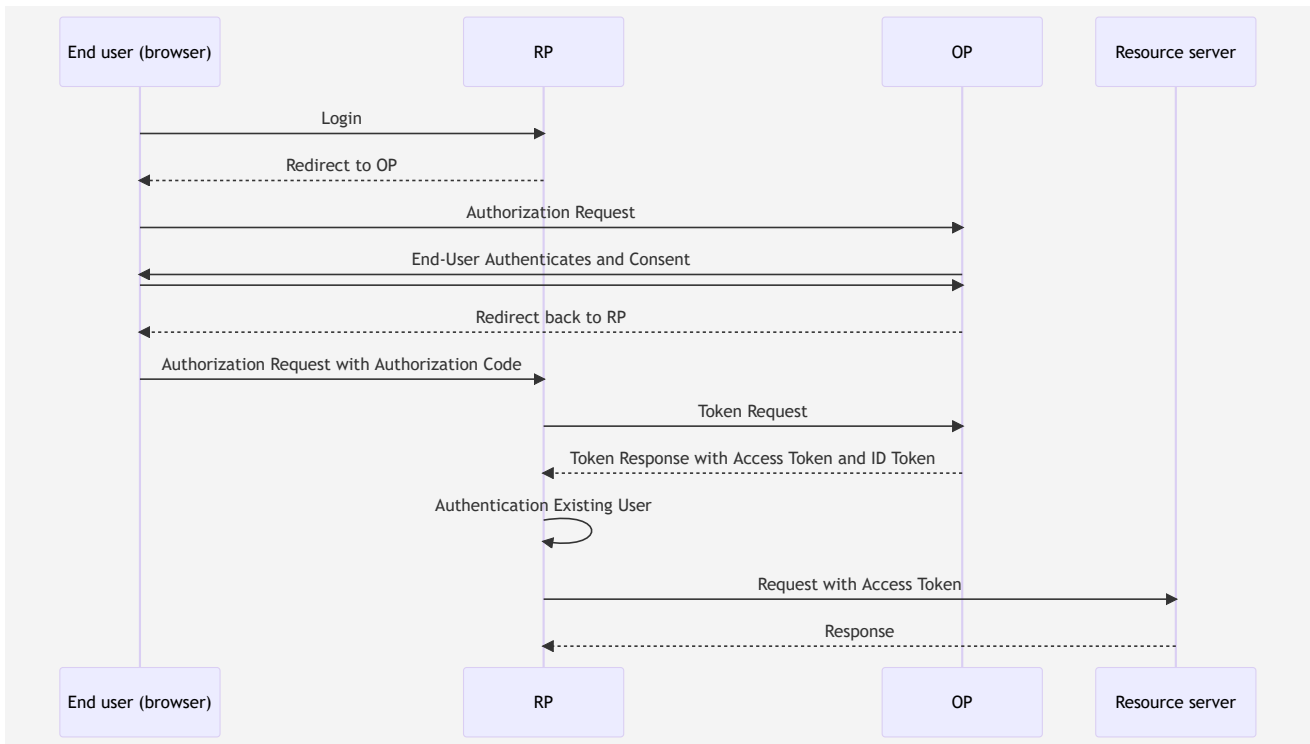 End user (browser)
RP
OP
Resource server
Login
Redirect to OP
Authorization Request
End-User Authenticates and Consent
Redirect back to RP
Authorization Request with Authorization Code
Token Request
Token Response with Access Token and ID Token
Authentication Existing User
Request with Access Token
Response
End user (browser)
RP
OP
Resource server